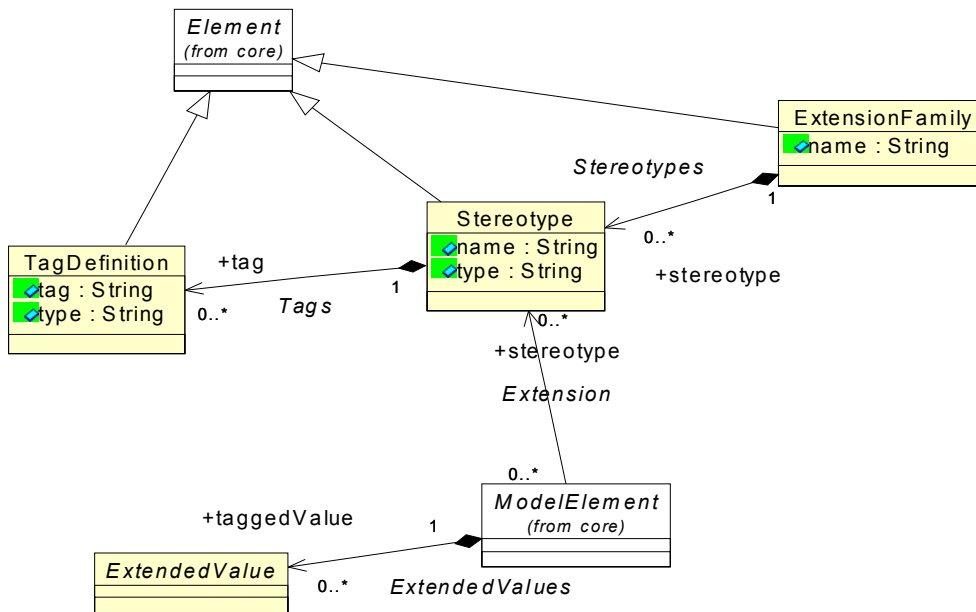 Element
(from core)
ExtensionFamily
name : String
Stereotypes
1
0..*
+stereotype
Stereotype
name : String
type : String
TagDefinition
tag : String
type : String
+tag
1
0..*
Tags
0..*
+stereotype
Extension
0..*
ModelElement
(from core)
+taggedValue
1
ExtendedValue
0..*
ExtendedValues